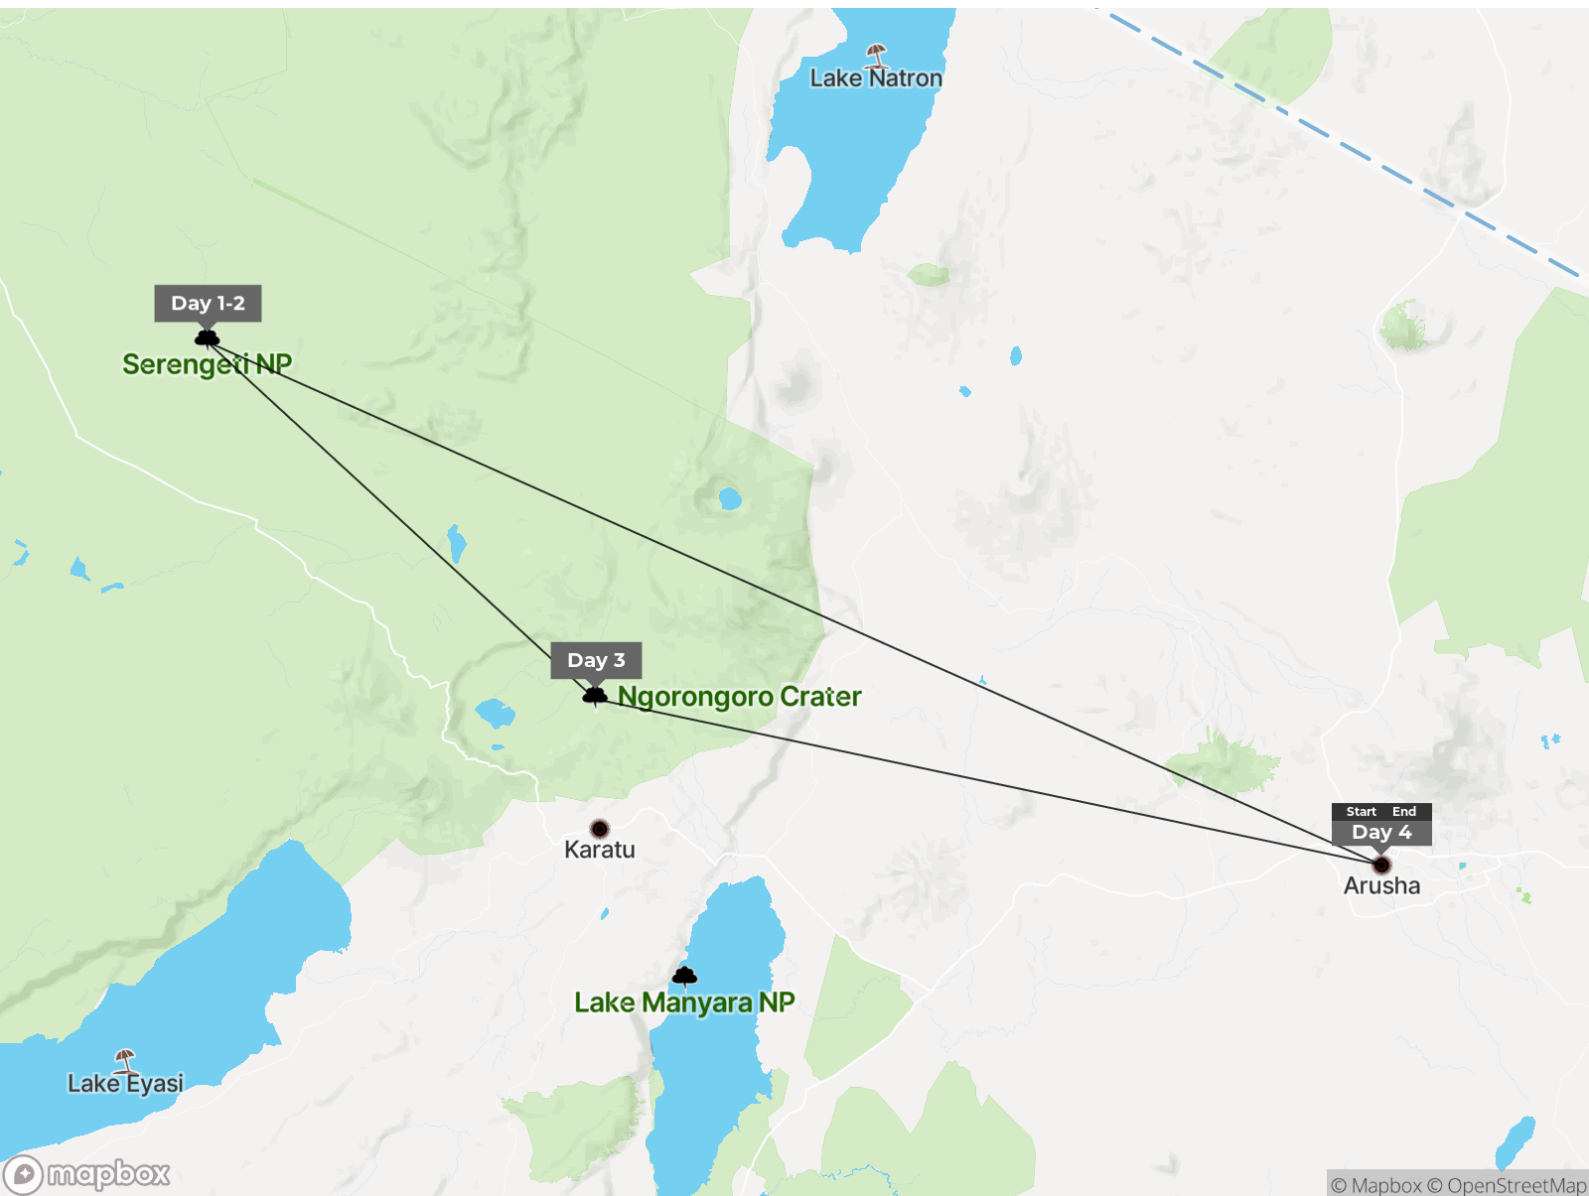 Lake Natron
Day 1-2
Serengeti NP
Day 3
Ngorongoro Crater
Start End
Day 4
Karatu
Arusha
Lake Manyara NP
Lake Eyasi
mapbox
© Mapbox © OpenStreetMap